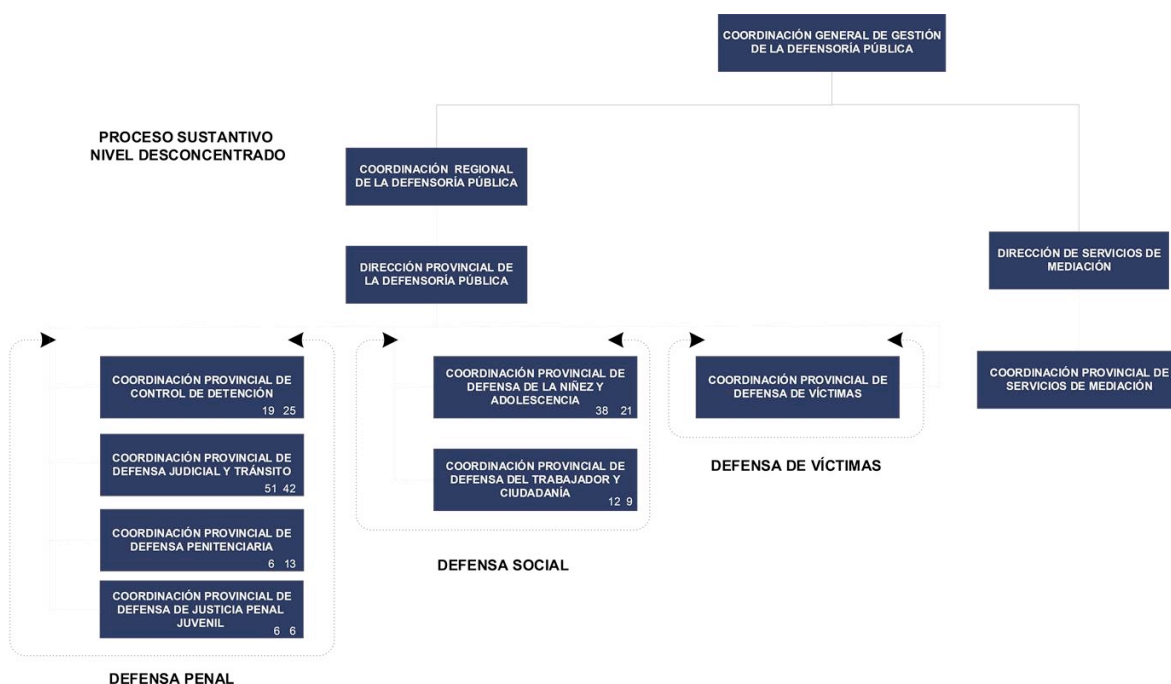 COORDINACIÓN GENERAL DE GESTIÓN
DE LA DEFENSORÍA PÚBLICA
PROCESO SUSTANTIVO
NIVEL DESCONCENTRADO
COORDINACIÓN REGIONAL
DE LA DEFENSORÍA PÚBLICA
DIRECCIÓN PROVINCIAL DE
LA DEFENSORÍA PÚBLICA
DIRECCIÓN DE SERVICIOS DE
MEDIACIÓN
COORDINACIÓN PROVINCIAL DE
CONTROL DE DETENCIÓN
19 25
COORDINACIÓN PROVINCIAL DE
DEFENSA JUDICIAL Y TRÁNSITO
51 42
COORDINACIÓN PROVINCIAL DE
DEFENSA PENITENCIARIA
6 13
COORDINACIÓN PROVINCIAL DE
DEFENSA DE JUSTICIA PENAL
JUVENIL
6 6
DEFENSA PENAL
COORDINACIÓN PROVINCIAL DE
DEFENSA DE LA NIÑEZ Y
ADOLESCENCIA
38 21
COORDINACIÓN PROVINCIAL DE
DEFENSA DEL TRABAJADOR Y
CIUDADANÍA
12 9
DEFENSA SOCIAL
COORDINACIÓN PROVINCIAL DE
DEFENSA DE VÍCTIMAS
DEFENSA DE VÍCTIMAS
COORDINACIÓN PROVINCIAL DE
SERVICIOS DE MEDIACIÓN